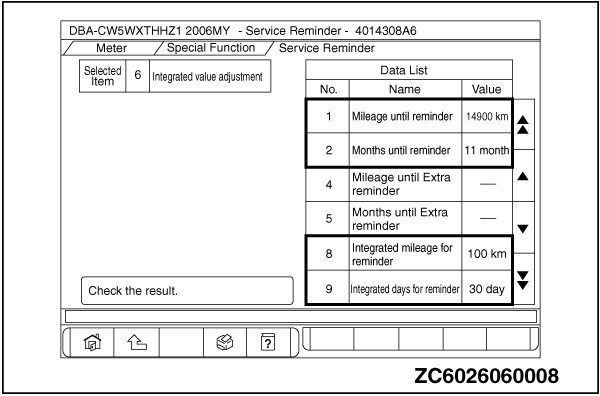 DBA-CW5WXTHHZ1 2006MY - Service Reminder - 4014308A6
Meter / Special Function / Service Reminder
Selected Item 6 Integrated value adjustment
Data List
No. Name Value
1 Mileage until reminder 14900 km
2 Months until reminder 11 month
4 Mileage until Extra reminder —
5 Months until Extra reminder —
8 Integrated mileage for reminder 100 km
9 Integrated days for reminder 30 day
Check the result.
?
ZC6026060008